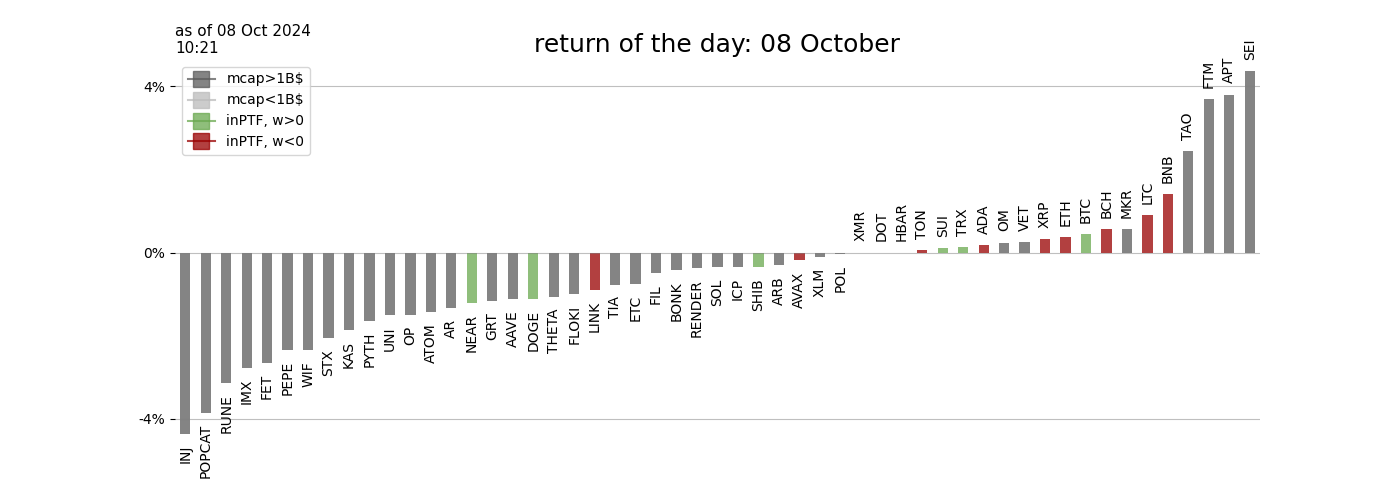 as of 08 Oct 2024
10:21
return of the day: 08 October
mcap>1B$
mcap<1B$
inPTF, w>0
inPTF, w<0
4%
0%
-4%
INJ
POPCAT
RUNE
IMX
FET
PEPE
WIF
STX
KAS
PYTH
UNI
OP
ATOM
AR
NEAR
GRT
AAVE
DOGE
THETA
FLOKI
LINK
TIA
ETC
FIL
BONK
RENDER
SOL
ICP
SHIB
ARB
AVAX
XLM
POL
XMR
DOT
HBAR
TON
SUI
TRX
ADA
OM
VET
XRP
ETH
BTC
BCH
MKR
LTC
BNB
TAO
FTM
APT
SEI